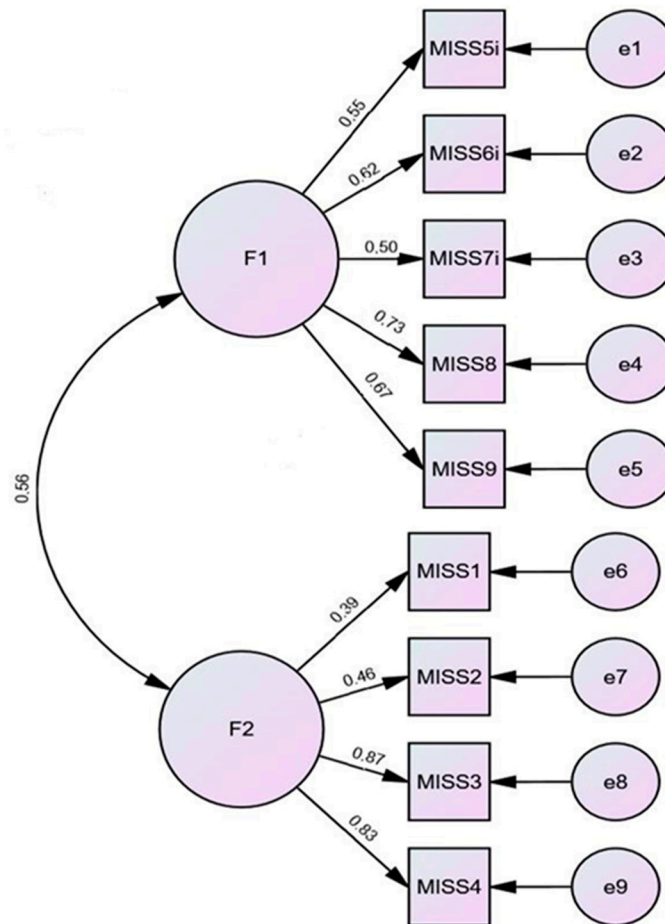 MISS5i
e1
0.55
MISS6i
e2
0.62
F1
0.50
MISS7i
e3
0.73
MISS8
e4
0.67
MISS9
e5
0.56
MISS1
e6
0.39
MISS2
e7
0.46
F2
0.87
MISS3
e8
0.83
MISS4
e9